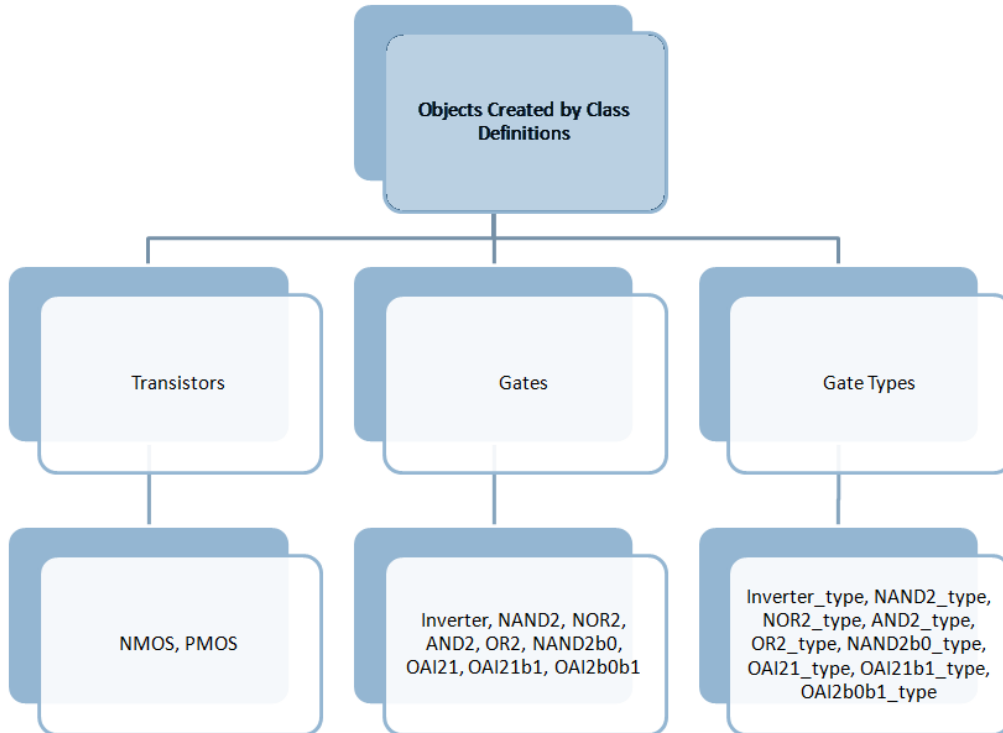 Objects Created by Class
Definitions
Transistors
Gates
Gate Types
NMOS, PMOS
Inverter, NAND2, NOR2,
AND2, OR2, NAND2b0,
OAI21, OAI21b1, OAI2b0b1
Inverter_type, NAND2_type,
NOR2_type, AND2_type,
OR2_type, NAND2b0_type,
OAI21_type, OAI21b1_type,
OAI2b0b1_type